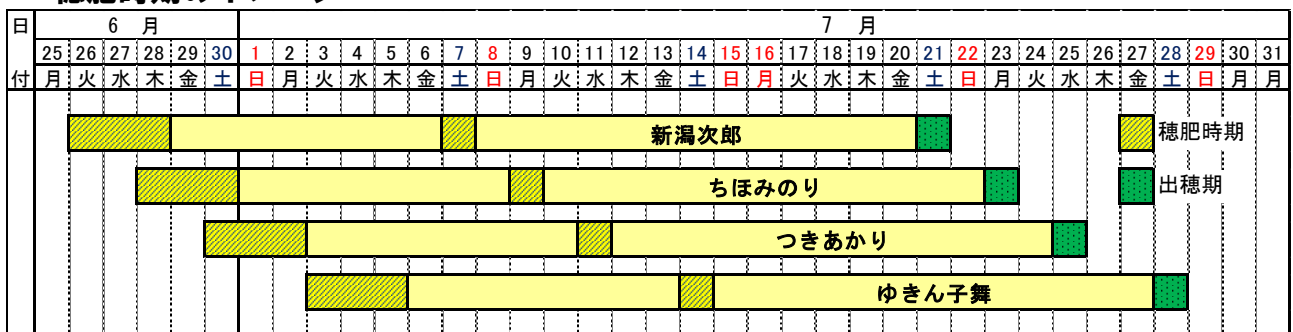 日 6 月 7 月
25 26 27 28 29 30 1 2 3 4 5 6 7 8 9 10 11 12 13 14 15 16 17 18 19 20 21 22 23 24 25 26 27 28 29 30 31
付 月 火 水 木 金 土 日 月 火 水 木 金 土 日 月 火 水 木 金 土 日 月 火 水 木 金 土 日 月 火 水 木 金 土 日 月 月
新潟次郎 穂肥時期
ちほみのり 出穂期
つきあかり
ゆきん子舞